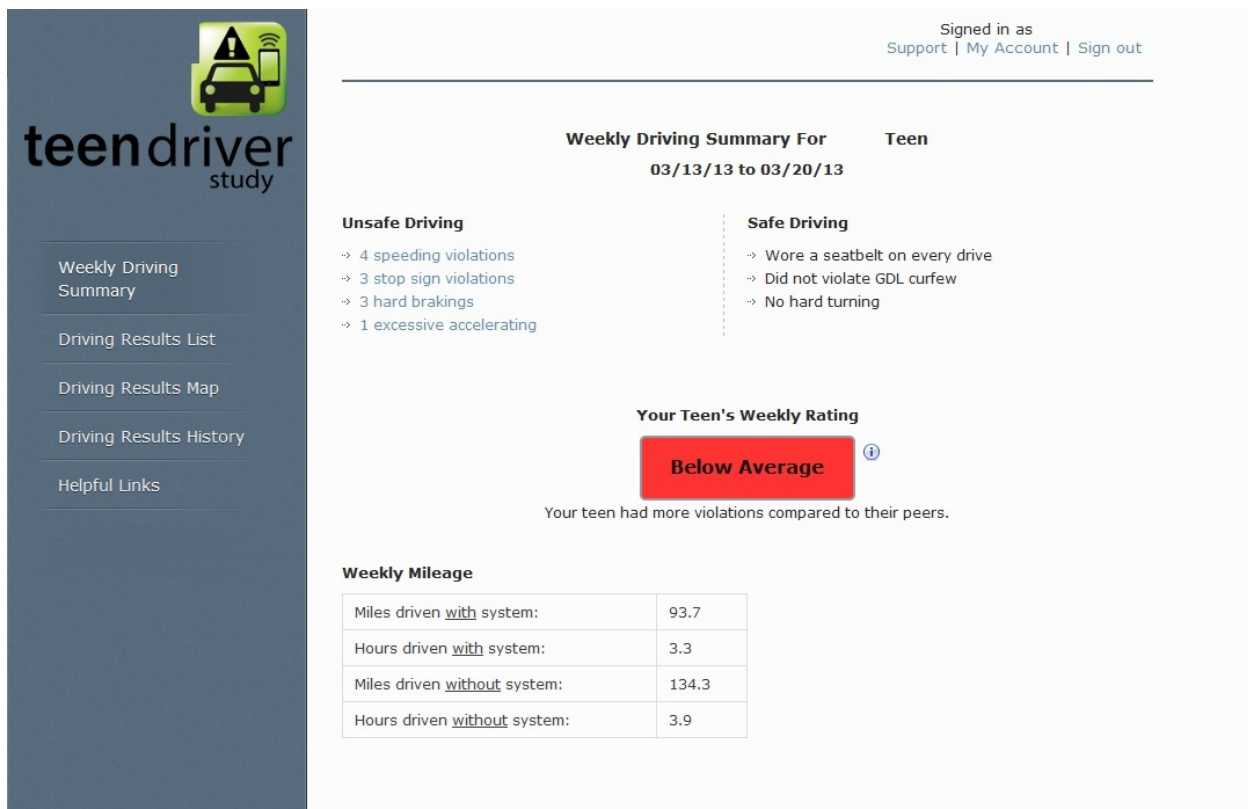 teendriver
study
Weekly Driving
Summary
Driving Results List
Driving Results Map
Driving Results History
Helpful Links
Signed in as
Support | My Account | Sign out
Weekly Driving Summary For Teen
03/13/13 to 03/20/13
Unsafe Driving
4 speeding violations
3 stop sign violations
3 hard brakings
1 excessive accelerating
Safe Driving
Wore a seatbelt on every drive
Did not violate GDL curfew
No hard turning
Your Teen's Weekly Rating
Below Average
Your teen had more violations compared to their peers.
Weekly Mileage
Miles driven with system: 93.7
Hours driven with system: 3.3
Miles driven without system: 134.3
Hours driven without system: 3.9